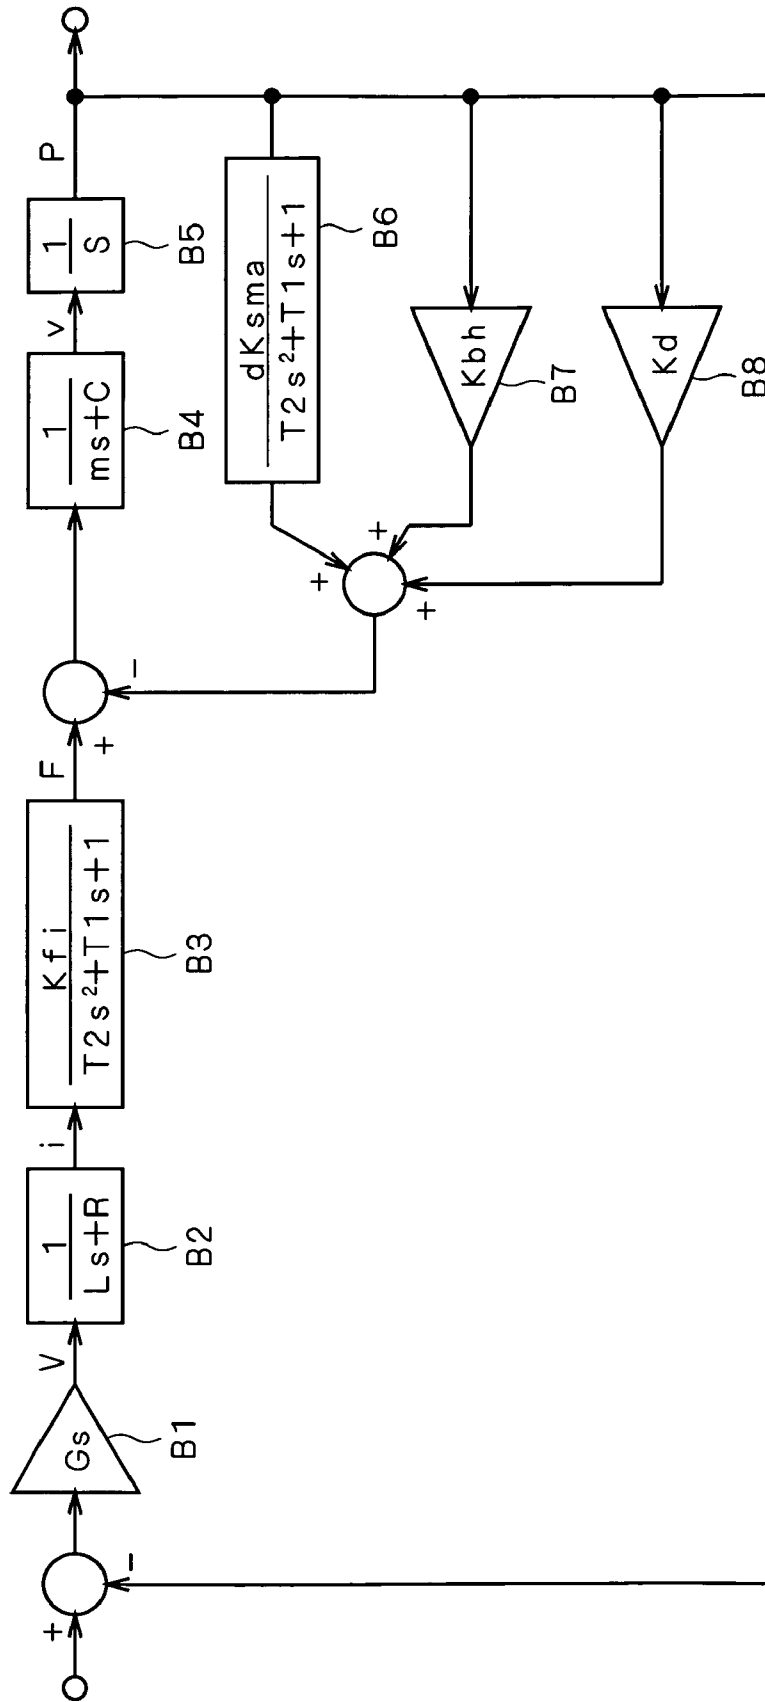 +
-
Gs
B1
V
1
Ls+R
B2
i
Kfi
T2s²+T1s+1
B3
F
+
-
1
ms+C
B4
v
1
S
B5
P
dKsma
T2s²+T1s+1
B6
+
+
+
Kbh
B7
Kd
B8